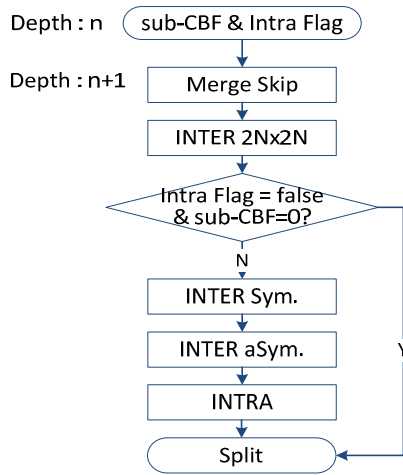 Depth : n
sub-CBF & Intra Flag
Depth : n+1
Merge Skip
INTER 2Nx2N
Intra Flag = false
& sub-CBF=0?
N
INTER Sym.
INTER aSym.
Y
INTRA
Split